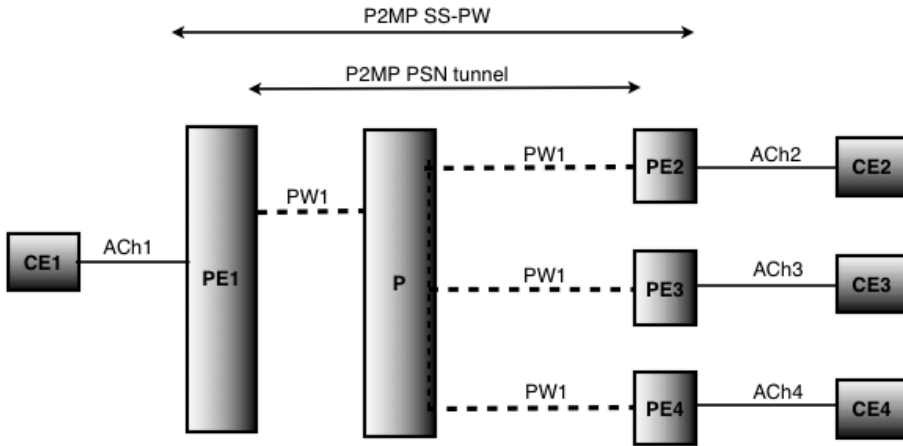 P2MP SS-PW
P2MP PSN tunnel
PW1
PE2
ACh2
CE2
PW1
ACh1
CE1
PE1
P
PW1
PE3
ACh3
CE3
PW1
PE4
ACh4
CE4